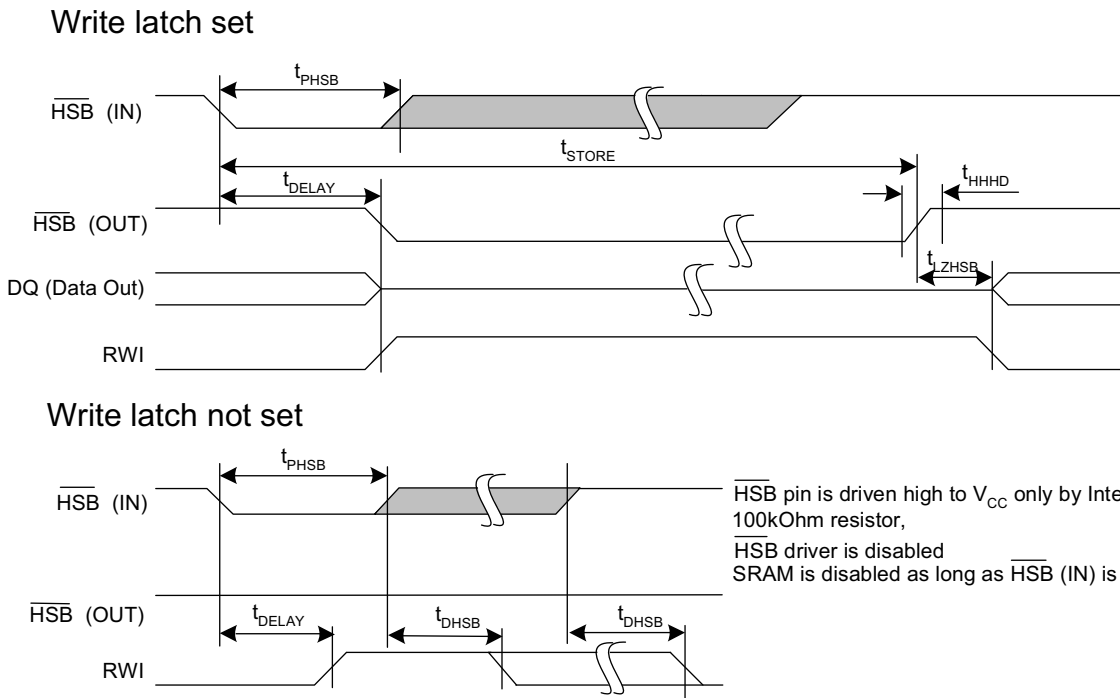 Write latch set
tPHSB
HSB (IN)
tSTORE
tDELAY
tHHHD
HSB (OUT)
tLZHSB
DQ (Data Out)
RWI
Write latch not set
tPHSB
HSB (IN)
HSB pin is driven high to VCC only by
100kOhm resistor,
HSB driver is disabled
SRAM is disabled as long as HSB (IN) is
HSB (OUT)
tDELAY
tDHSB
tDHSB
RWI